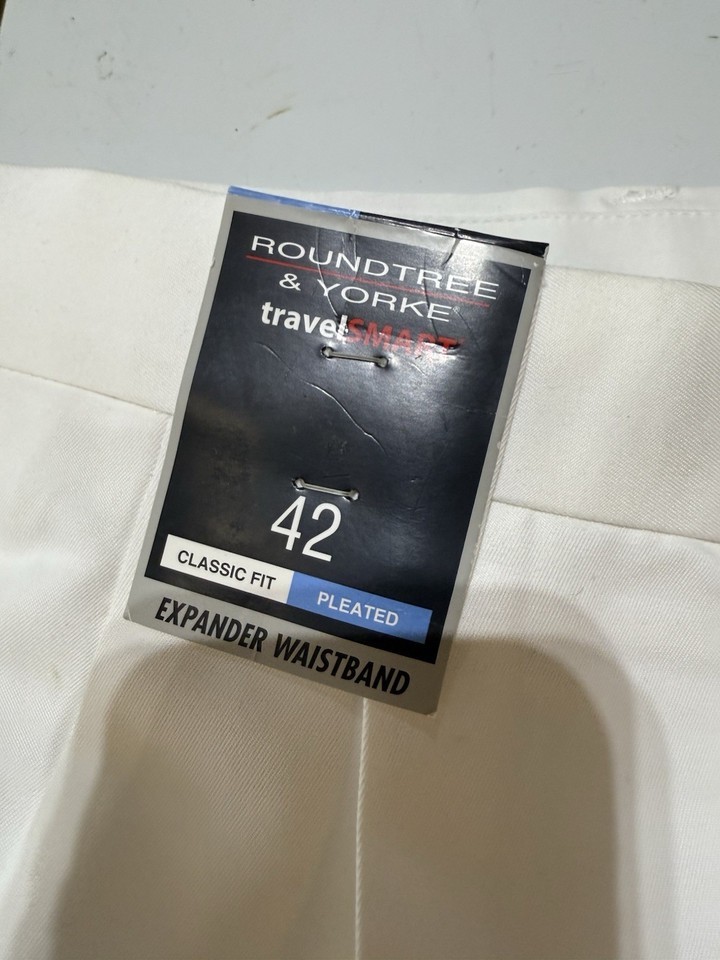 ROUNDTREE
& YORKE
travelSMART
42
CLASSIC FIT PLEATED
EXPANDER WAISTBAND